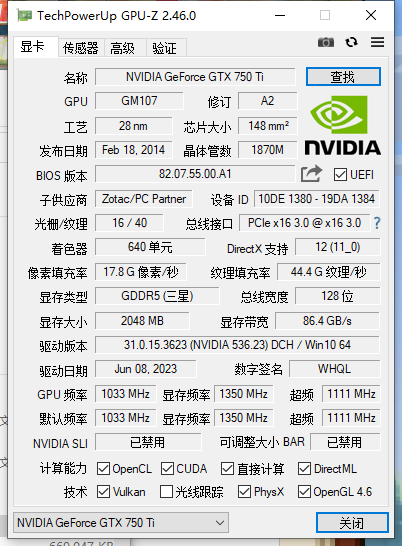 TechPowerUp GPU-Z 2.46.0
显卡 传感器 高级 验证
名称 NVIDIA GeForce GTX 750 Ti 查找
GPU GM107 修订 A2
工艺 28 nm 芯片大小 148 mm²
发布日期 Feb 18, 2014 晶体管数 1870M
NVIDIA
BIOS 版本 82.07.55.00.A1 UEFI
子供应商 Zotac/PC Partner 设备 ID 10DE 1380 - 19DA 1384
光栅/纹理 16 / 40 总线接口 PCIe x16 3.0 @ x16 3.0 ?
着色器 640 单元 DirectX 支持 12 (11_0)
像素填充率 17.8 G 像素/秒 纹理填充率 44.4 G 纹理/秒
显存类型 GDDR5 (三星) 总线宽度 128 位
显存大小 2048 MB 显存带宽 86.4 GB/s
驱动版本 31.0.15.3623 (NVIDIA 536.23) DCH / Win10 64
驱动日期 Jun 08, 2023 数字签名 WHQL
GPU 频率 1033 MHz 显存频率 1350 MHz 超频 1111 MHz
默认频率 1033 MHz 显存频率 1350 MHz 超频 1111 MHz
NVIDIA SLI 已禁用 可调整大小 BAR 已禁用
计算能力 OpenCL CUDA 直接计算 DirectML
技术 Vulkan 光线跟踪 PhysX OpenGL 4.6
NVIDIA GeForce GTX 750 Ti 关闭